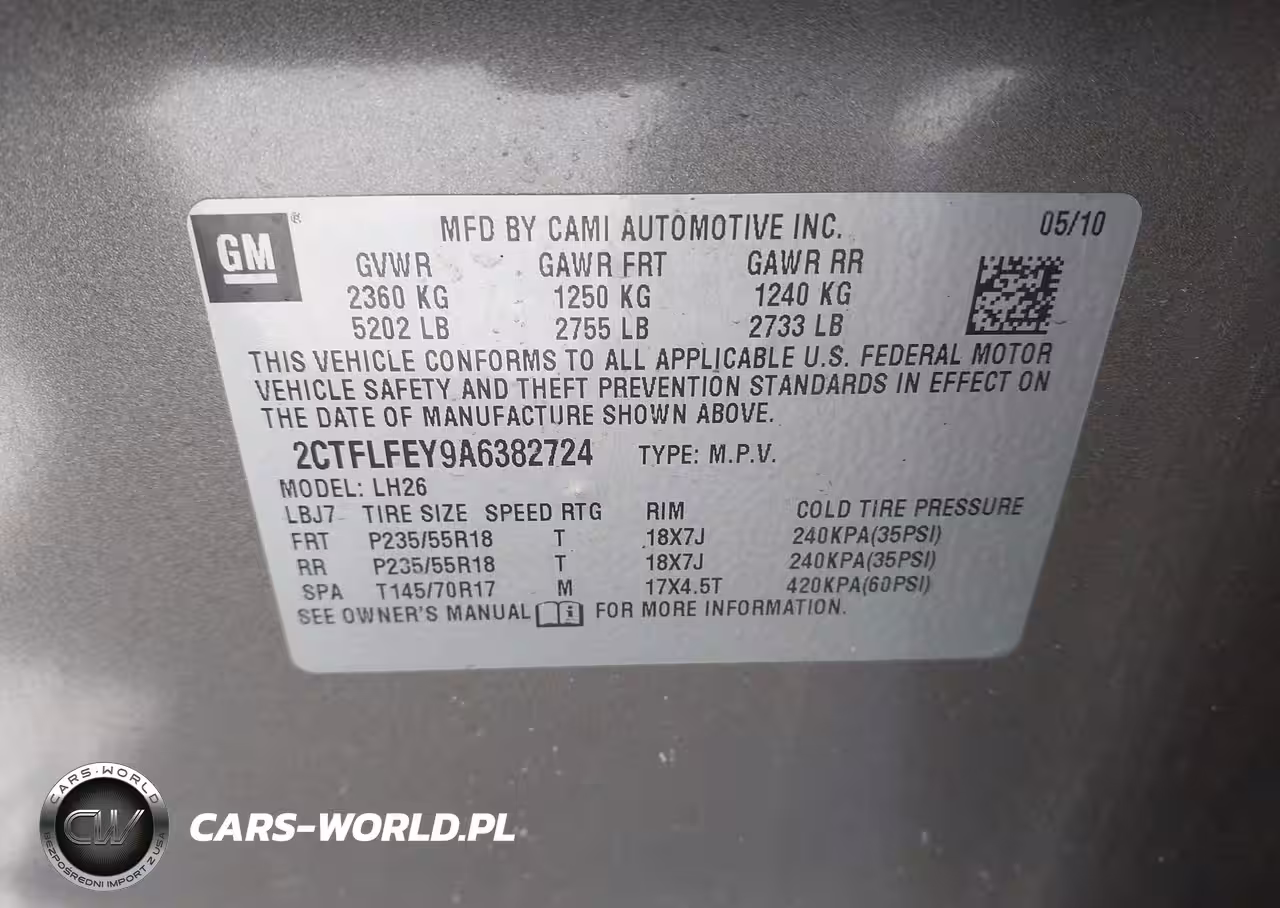 GM ®
MFD BY CAMI AUTOMOTIVE INC. 05/10
GVWR GAWR FRT GAWR RR
2360 KG 1250 KG 1240 KG
5202 LB 2755 LB 2733 LB
THIS VEHICLE CONFORMS TO ALL APPLICABLE U.S. FEDERAL MOTOR
VEHICLE SAFETY AND THEFT PREVENTION STANDARDS IN EFFECT ON
THE DATE OF MANUFACTURE SHOWN ABOVE.
2CTFLFEY9A6382724 TYPE: M.P.V.
MODEL: LH26
LBJ7 TIRE SIZE SPEED RTG RIM COLD TIRE PRESSURE
FRT P235/55R18 T 18X7J 240KPA(35PSI)
RR P235/55R18 T 18X7J 240KPA(35PSI)
SPA T145/70R17 M 17X4.5T 420KPA(60PSI)
SEE OWNER'S MANUAL FOR MORE INFORMATION.
CARS-WORLD
CW
BEZPOŚREDNI IMPORT Z USA
CARS-WORLD.PL